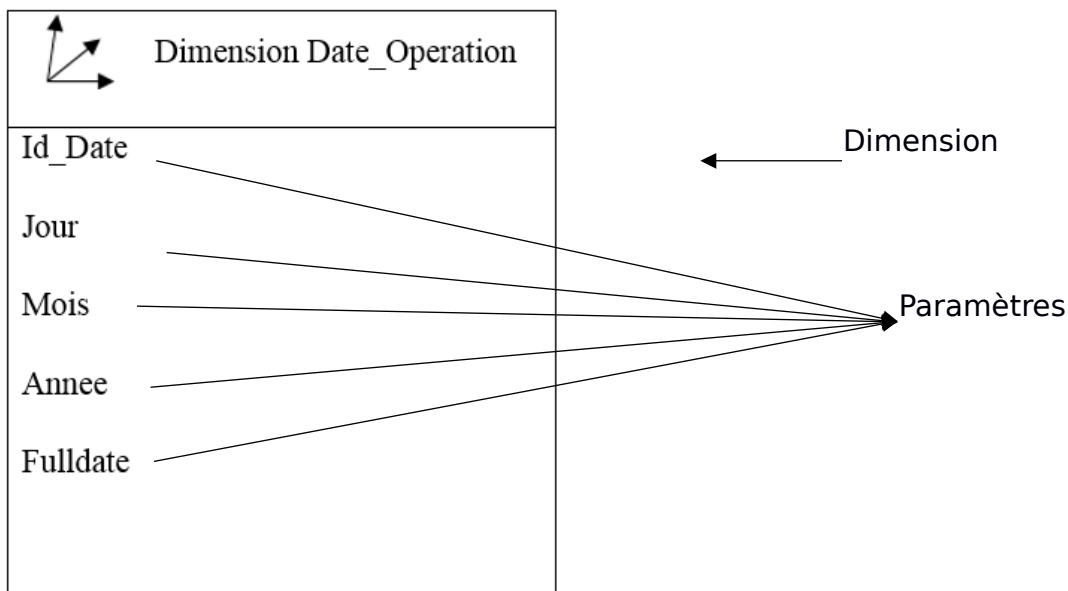 Dimension Date_Operation
Id_Date
Jour
Mois
Annee
Fulldate
Dimension
Paramètres